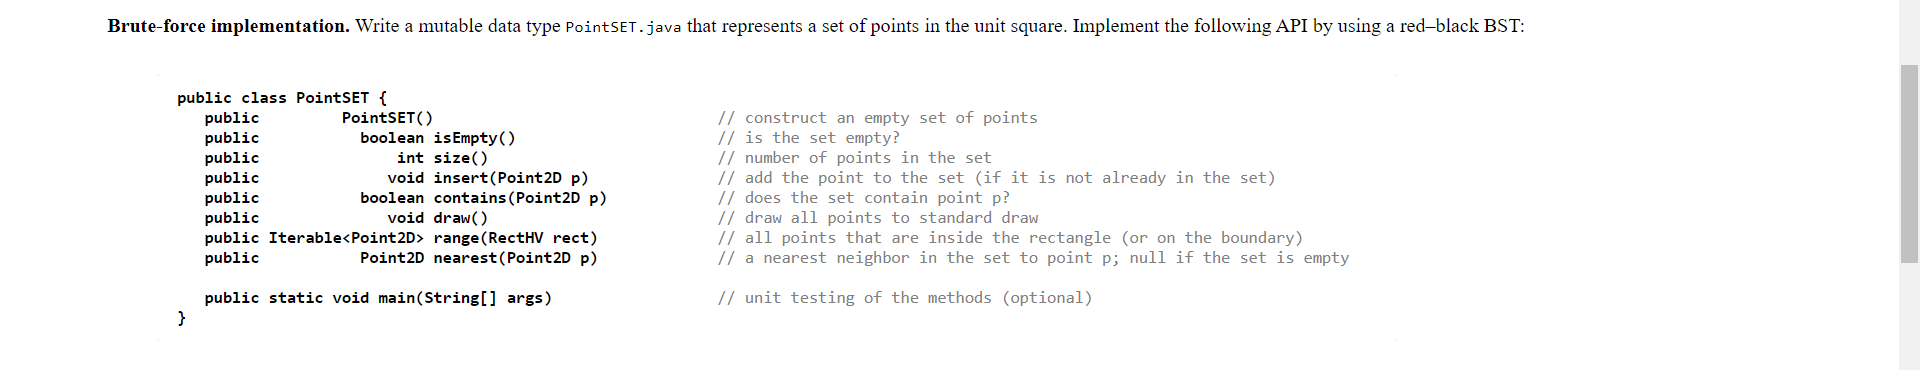 Brute-force implementation. Write a mutable data type PointSET.java that represents a set of points in the unit square. Implement the following API by using a red–black BST:
public class PointSET {
public PointSET() // construct an empty set of points
public boolean isEmpty() // is the set empty?
public int size() // number of points in the set
public void insert(Point2D p) // add the point to the set (if it is not already in the set)
public boolean contains(Point2D p) // does the set contain point p?
public void draw() // draw all points to standard draw
public Iterable<Point2D> range(RectHV rect) // all points that are inside the rectangle (or on the boundary)
public Point2D nearest(Point2D p) // a nearest neighbor in the set to point p; null if the set is empty
public static void main(String[] args) // unit testing of the methods (optional)
}